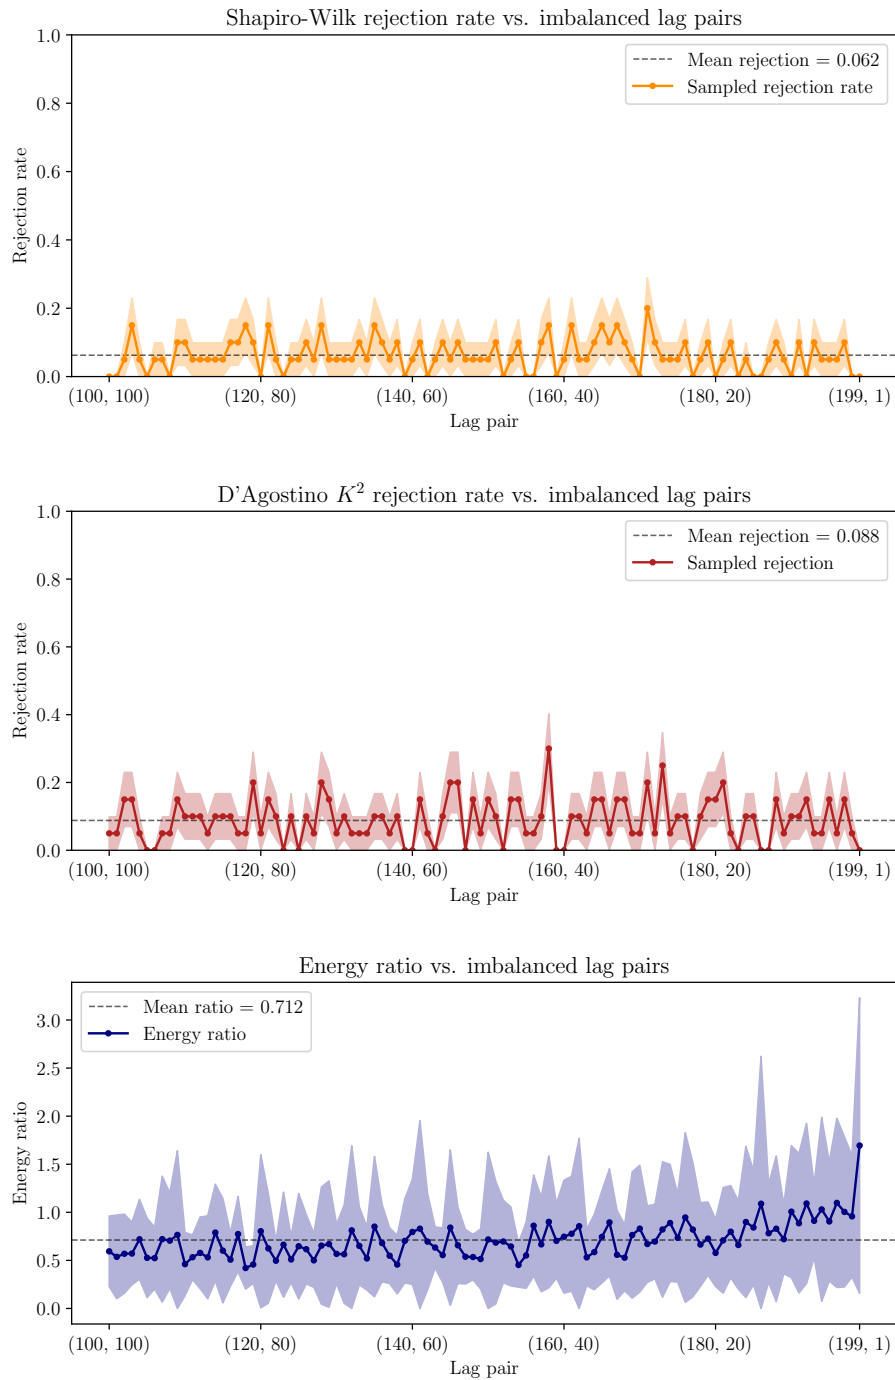 Shapiro-Wilk rejection rate vs. imbalanced lag pairs
1.0
0.8
0.6
0.4
0.2
0.0
Rejection rate
Mean rejection = 0.062
Sampled rejection rate
(100, 100) (120, 80) (140, 60) (160, 40) (180, 20) (199, 1)
Lag pair
D'Agostino K² rejection rate vs. imbalanced lag pairs
1.0
0.8
0.6
0.4
0.2
0.0
Rejection rate
Mean rejection = 0.088
Sampled rejection
(100, 100) (120, 80) (140, 60) (160, 40) (180, 20) (199, 1)
Lag pair
Energy ratio vs. imbalanced lag pairs
3.0
2.5
2.0
1.5
1.0
0.5
0.0
Energy ratio
Mean ratio = 0.712
Energy ratio
(100, 100) (120, 80) (140, 60) (160, 40) (180, 20) (199, 1)
Lag pair